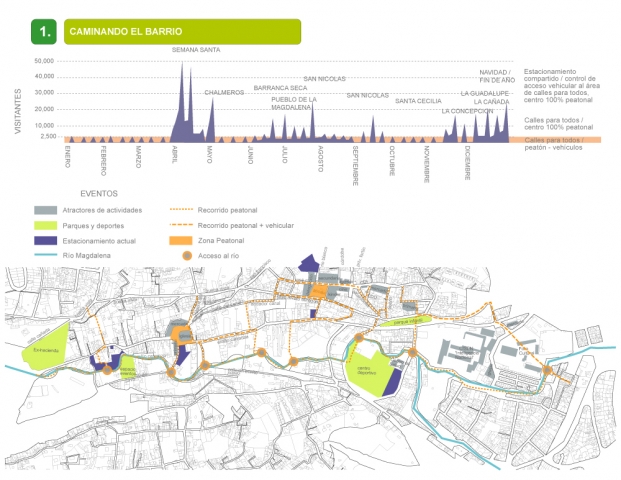 1.
CAMINANDO EL BARRIO
SEMANA SANTA
50,000
40,000
30,000
20,000
10,000
2,500
VISITANTES
CHALMEROS
BARRANCA SECA
PUEBLO DE LA
MAGDALENA
SAN NICOLAS
SAN NICOLAS
SANTA CECILIA
LA CONCEPCION
LA GUADALUPE
LA CAÑADA
NAVIDAD /
FIN DE AÑO
Estacionamiento
compartido / control de
acceso vehicular al área
de calles para todos,
centro 100% peatonal
Calles para todos /
centro 100% peatonal
Calles para todos /
peatón - vehículos
ENERO
FEBRERO
MARZO
ABRIL
MAYO
JUNIO
JULIO
AGOSTO
SEPTIEMBRE
OCTUBRE
NOVIEMBRE
DICIEMBRE
EVENTOS
Atractores de actividades
Parques y deportes
Estacionamiento actual
Río Magdalena
Recorrido peatonal
Recorrido peatonal + vehicular
Zona Peatonal
Acceso al río
centro
deportivo